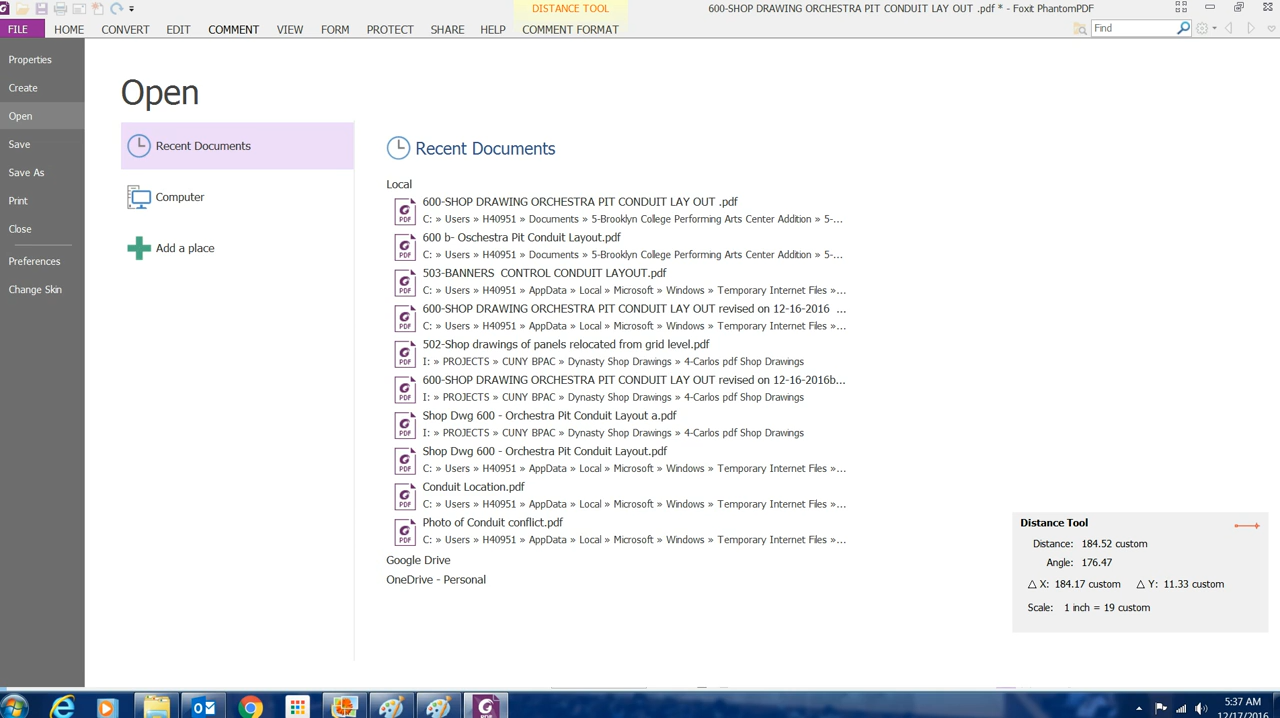 DISTANCE TOOL
600-SHOP DRAWING ORCHESTRA PIT CONDUIT LAY OUT .pdf * - Foxit PhantomPDF
FILE HOME CONVERT EDIT COMMENT VIEW FORM PROTECT SHARE HELP COMMENT FORMAT
Find
Properties
Create
Open
Save
Save As
Print
Close
Preferences
Change Skin
Open
Recent Documents
Computer
Add a place
Recent Documents
Local
600-SHOP DRAWING ORCHESTRA PIT CONDUIT LAY OUT .pdf
C: » Users » H40951 » Documents » 5-Brooklyn College Performing Arts Center Addition » 5-...
600 b- Oschestra Pit Conduit Layout.pdf
C: » Users » H40951 » Documents » 5-Brooklyn College Performing Arts Center Addition » 5-...
503-BANNERS CONTROL CONDUIT LAYOUT.pdf
C: » Users » H40951 » AppData » Local » Microsoft » Windows » Temporary Internet Files »...
600-SHOP DRAWING ORCHESTRA PIT CONDUIT LAY OUT revised on 12-16-2016 ...
C: » Users » H40951 » AppData » Local » Microsoft » Windows » Temporary Internet Files »...
502-Shop drawings of panels relocated from grid level.pdf
I: » PROJECTS » CUNY BPAC » Dynasty Shop Drawings » 4-Carlos pdf Shop Drawings
600-SHOP DRAWING ORCHESTRA PIT CONDUIT LAY OUT revised on 12-16-2016b...
I: » PROJECTS » CUNY BPAC » Dynasty Shop Drawings » 4-Carlos pdf Shop Drawings
Shop Dwg 600 - Orchestra Pit Conduit Layout a.pdf
I: » PROJECTS » CUNY BPAC » Dynasty Shop Drawings » 4-Carlos pdf Shop Drawings
Shop Dwg 600 - Orchestra Pit Conduit Layout.pdf
C: » Users » H40951 » AppData » Local » Microsoft » Windows » Temporary Internet Files »...
Conduit Location.pdf
C: » Users » H40951 » AppData » Local » Microsoft » Windows » Temporary Internet Files »...
Photo of Conduit conflict.pdf
C: » Users » H40951 » AppData » Local » Microsoft » Windows » Temporary Internet Files »...
Google Drive
OneDrive - Personal
Distance Tool
Distance: 184.52 custom
Angle: 176.47
△ X: 184.17 custom △ Y: 11.33 custom
Scale: 1 inch = 19 custom
5:37 AM
12/17/2016